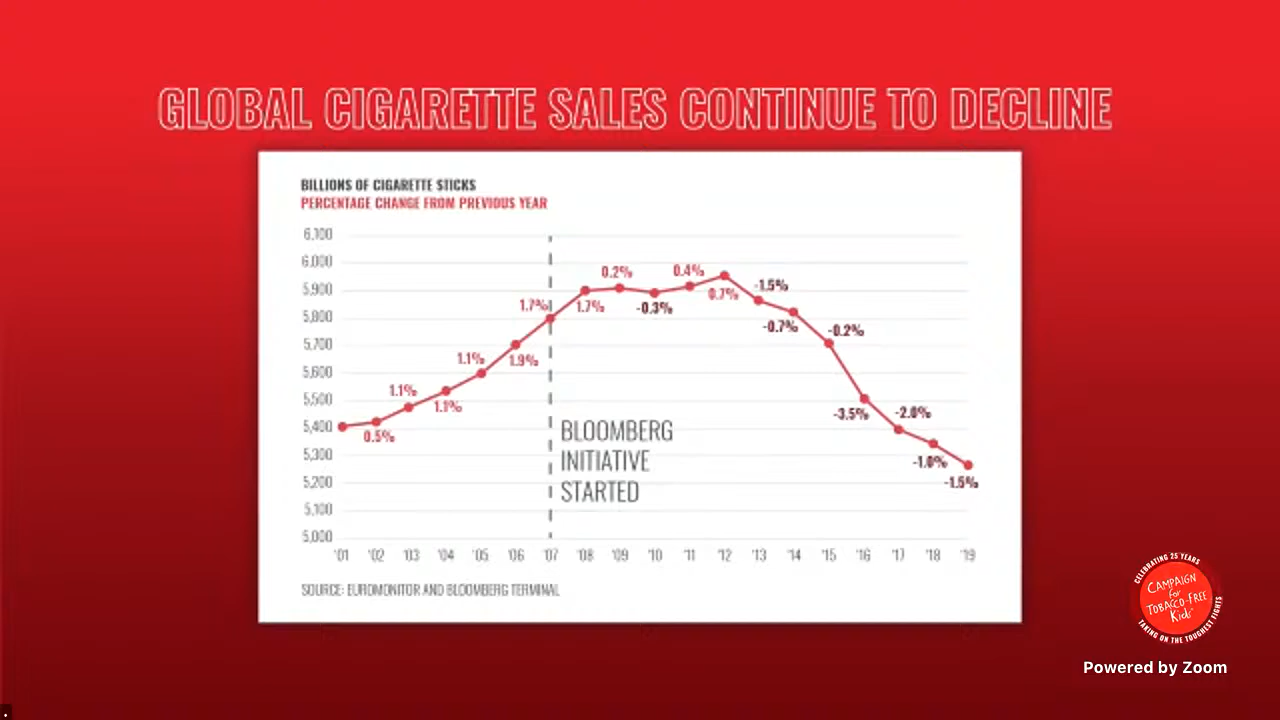 GLOBAL CIGARETTE SALES CONTINUE TO DECLINE
BILLIONS OF CIGARETTE STICKS
PERCENTAGE CHANGE FROM PREVIOUS YEAR
6,100
6,000
5,900
5,800
5,700
5,600
5,500
5,400
5,300
5,200
5,100
5,000
0.5%
1.1%
1.1%
1.1%
1.9%
1.7%
1.7%
0.2%
-0.3%
0.4%
0.7%
-1.5%
-0.7%
-0.2%
-3.5%
-2.0%
-1.0%
-1.5%
BLOOMBERG
INITIATIVE
STARTED
'01 '02 '03 '04 '05 '06 '07 '08 '09 '10 '11 '12 '13 '14 '15 '16 '17 '18 '19
SOURCE: EUROMONITOR AND BLOOMBERG TERMINAL
CELEBRATING 25 YEARS
CAMPAIGN
for
TOBACCO-FREE
Kids
TAKING ON THE TOUGHEST FIGHTS
Powered by Zoom